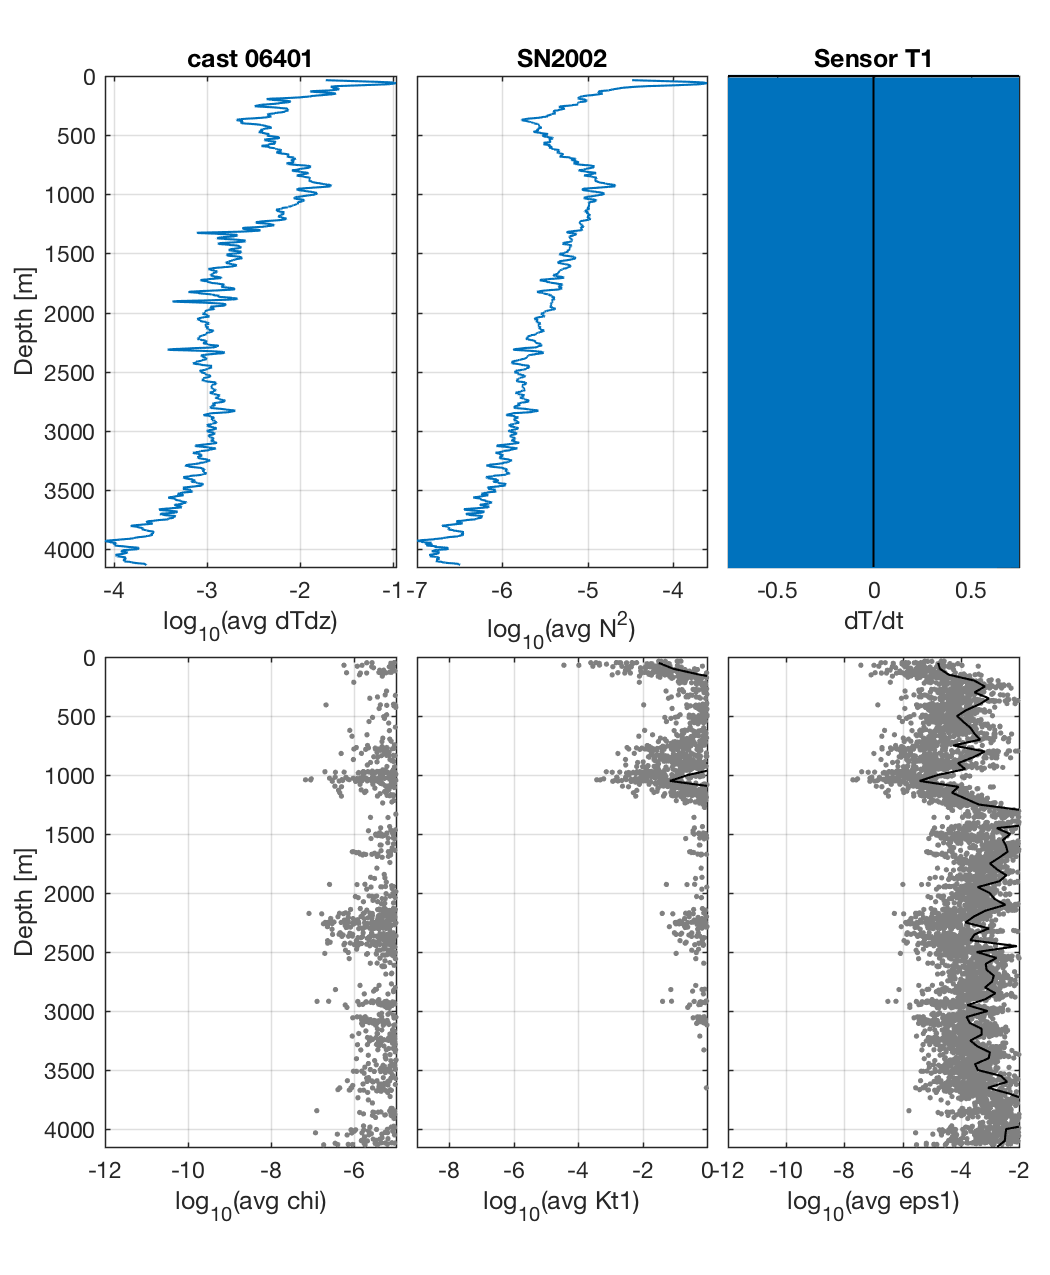 cast 06401 SN2002 Sensor T1
0
500
1000
1500
2000
2500
3000
3500
4000
Depth [m]
-4 -3 -2 -1 -7 -6 -5 -4 -0.5 0 0.5
log10(avg dTdz) log10(avg N2) dT/dt
0
500
1000
1500
2000
2500
3000
3500
4000
Depth [m]
-12 -10 -8 -6 -8 -6 -4 -2 0 -12 -10 -8 -6 -4 -2
log10(avg chi) log10(avg Kt1) log10(avg eps1)